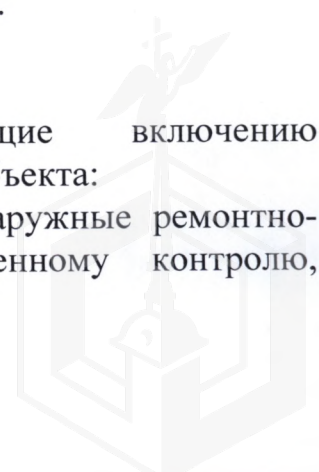 щие включению
ъекта:
аружные ремонтно-
енному контролю,